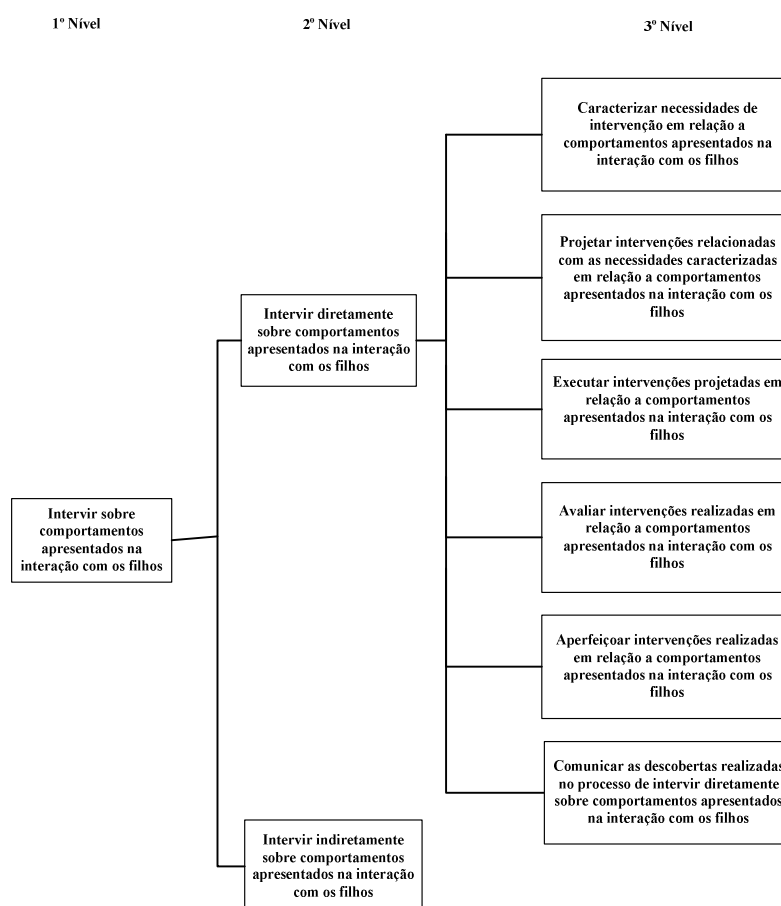 1º Nível
2º Nível
3º Nível
Caracterizar necessidades de
intervenção em relação a
comportamentos apresentados na
interação com os filhos
Projetar intervenções relacionadas
com as necessidades caracterizadas
em relação a comportamentos
apresentados na interação com os
filhos
Intervir diretamente
sobre comportamentos
apresentados na interação
com os filhos
Executar intervenções projetadas em
relação a comportamentos
apresentados na interação com os
filhos
Intervir sobre
comportamentos
apresentados na
interação com os filhos
Avaliar intervenções realizadas em
relação a comportamentos
apresentados na interação com os
filhos
Aperfeiçoar intervenções realizadas
em relação a comportamentos
apresentados na interação com os
filhos
Comunicar as descobertas realizadas
no processo de intervir diretamente
sobre comportamentos apresentados
na interação com os filhos
Intervir indiretamente
sobre comportamentos
apresentados na interação
com os filhos